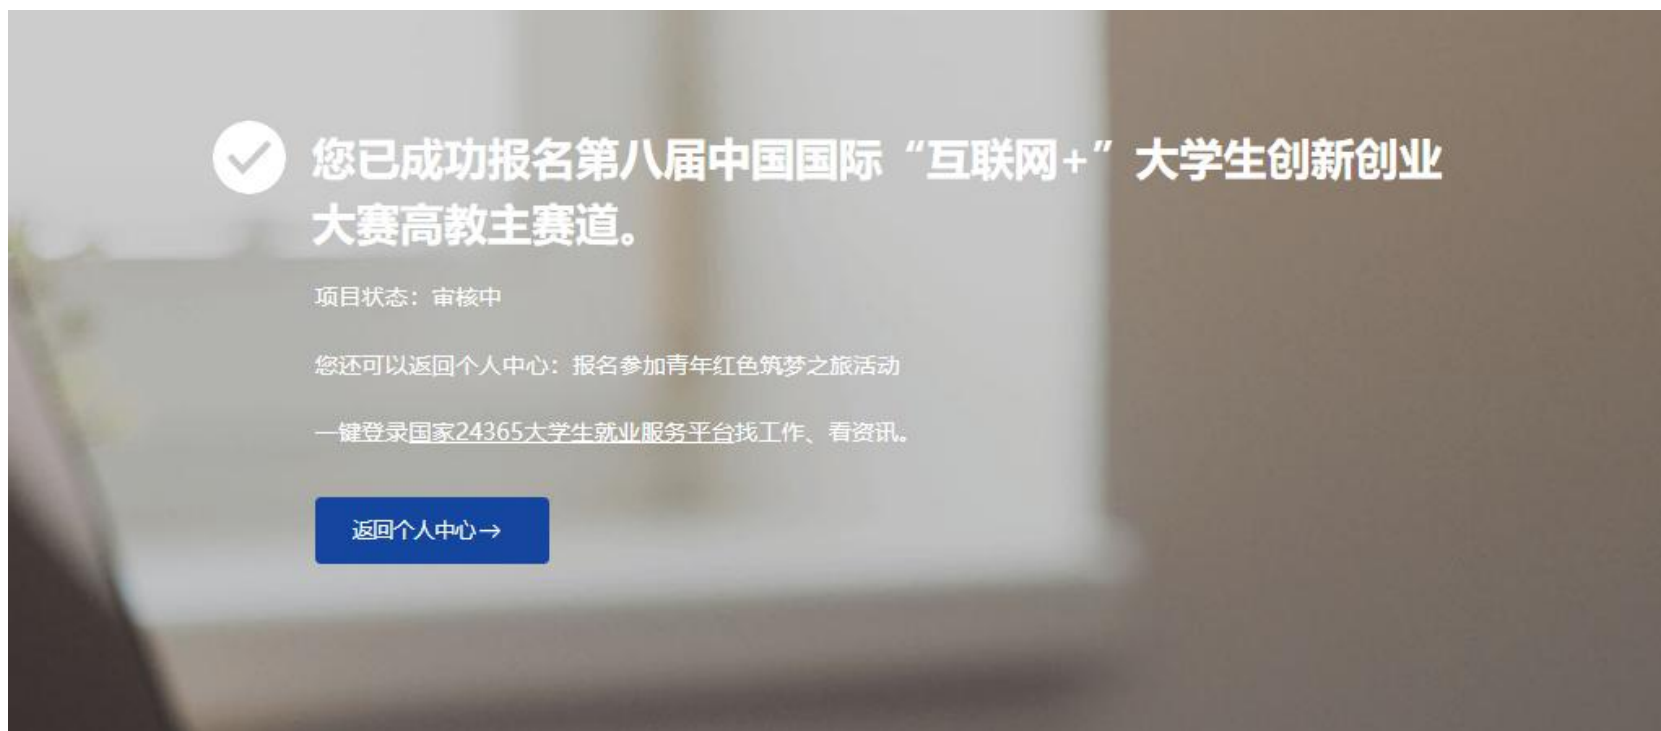 您已成功报名第八届中国国际“互联网+”大学生创新创业
大赛高教主赛道。
项目状态：审核中
您还可以返回个人中心：报名参加青年红色筑梦之旅活动
一键登录国家24365大学生就业服务平台找工作、看资讯。
返回个人中心→